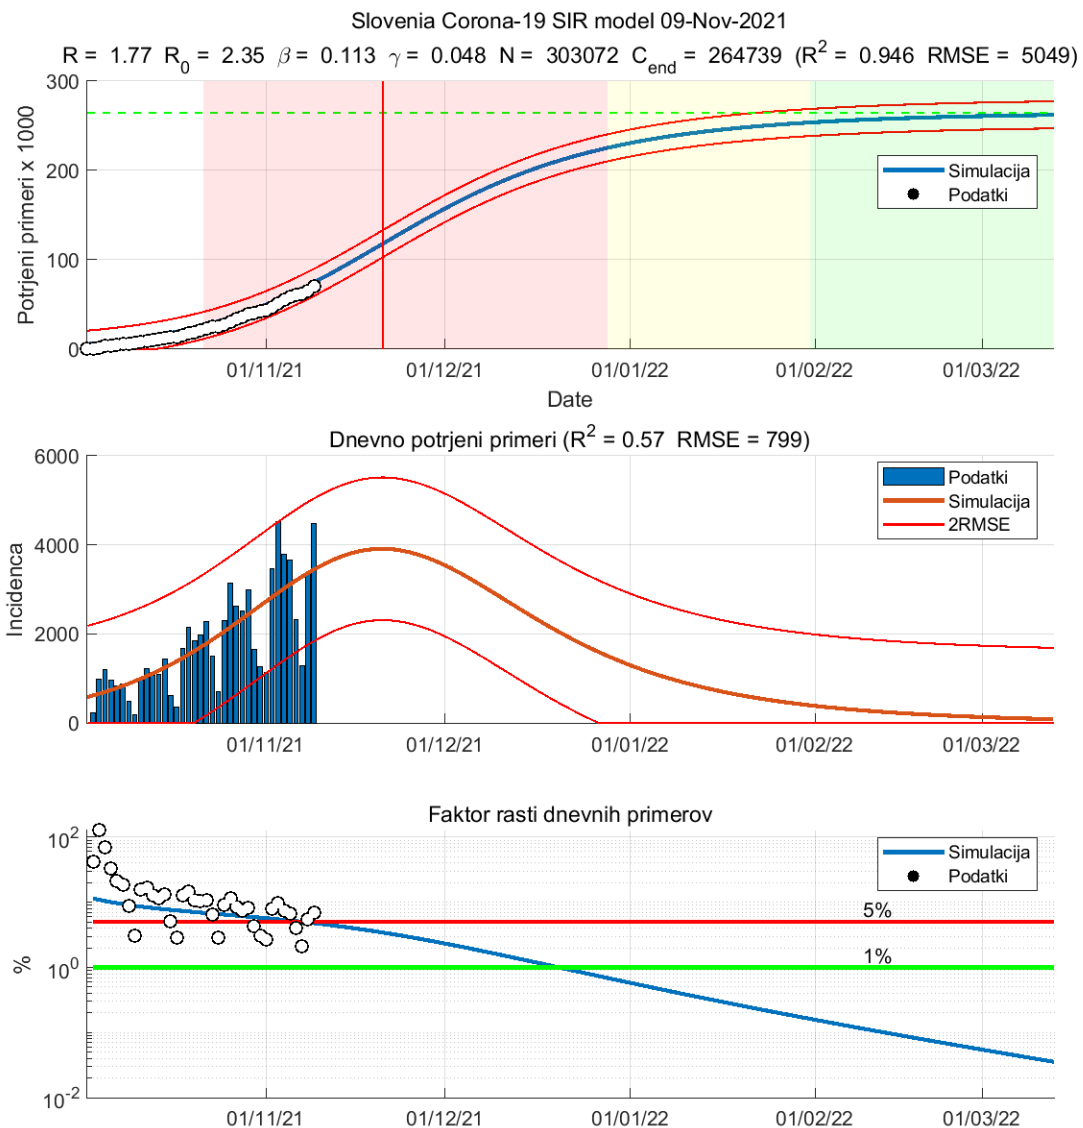 Slovenia Corona-19 SIR model 09-Nov-2021
R = 1.77 R0 = 2.35 β = 0.113 γ = 0.048 N = 303072 Cend = 264739 (R2 = 0.946 RMSE = 5049)
300
200
100
0
Potrjeni primeri x 1000
Simulacija
Podatki
01/11/21 01/12/21 01/01/22 01/02/22 01/03/22
Date
Dnevno potrjeni primeri (R2 = 0.57 RMSE = 799)
6000
4000
2000
0
Incidenca
Podatki
Simulacija
2RMSE
01/11/21 01/12/21 01/01/22 01/02/22 01/03/22
Faktor rasti dnevnih primerov
10^2
10^0
10^-2
%
Simulacija
Podatki
5%
1%
01/11/21 01/12/21 01/01/22 01/02/22 01/03/22